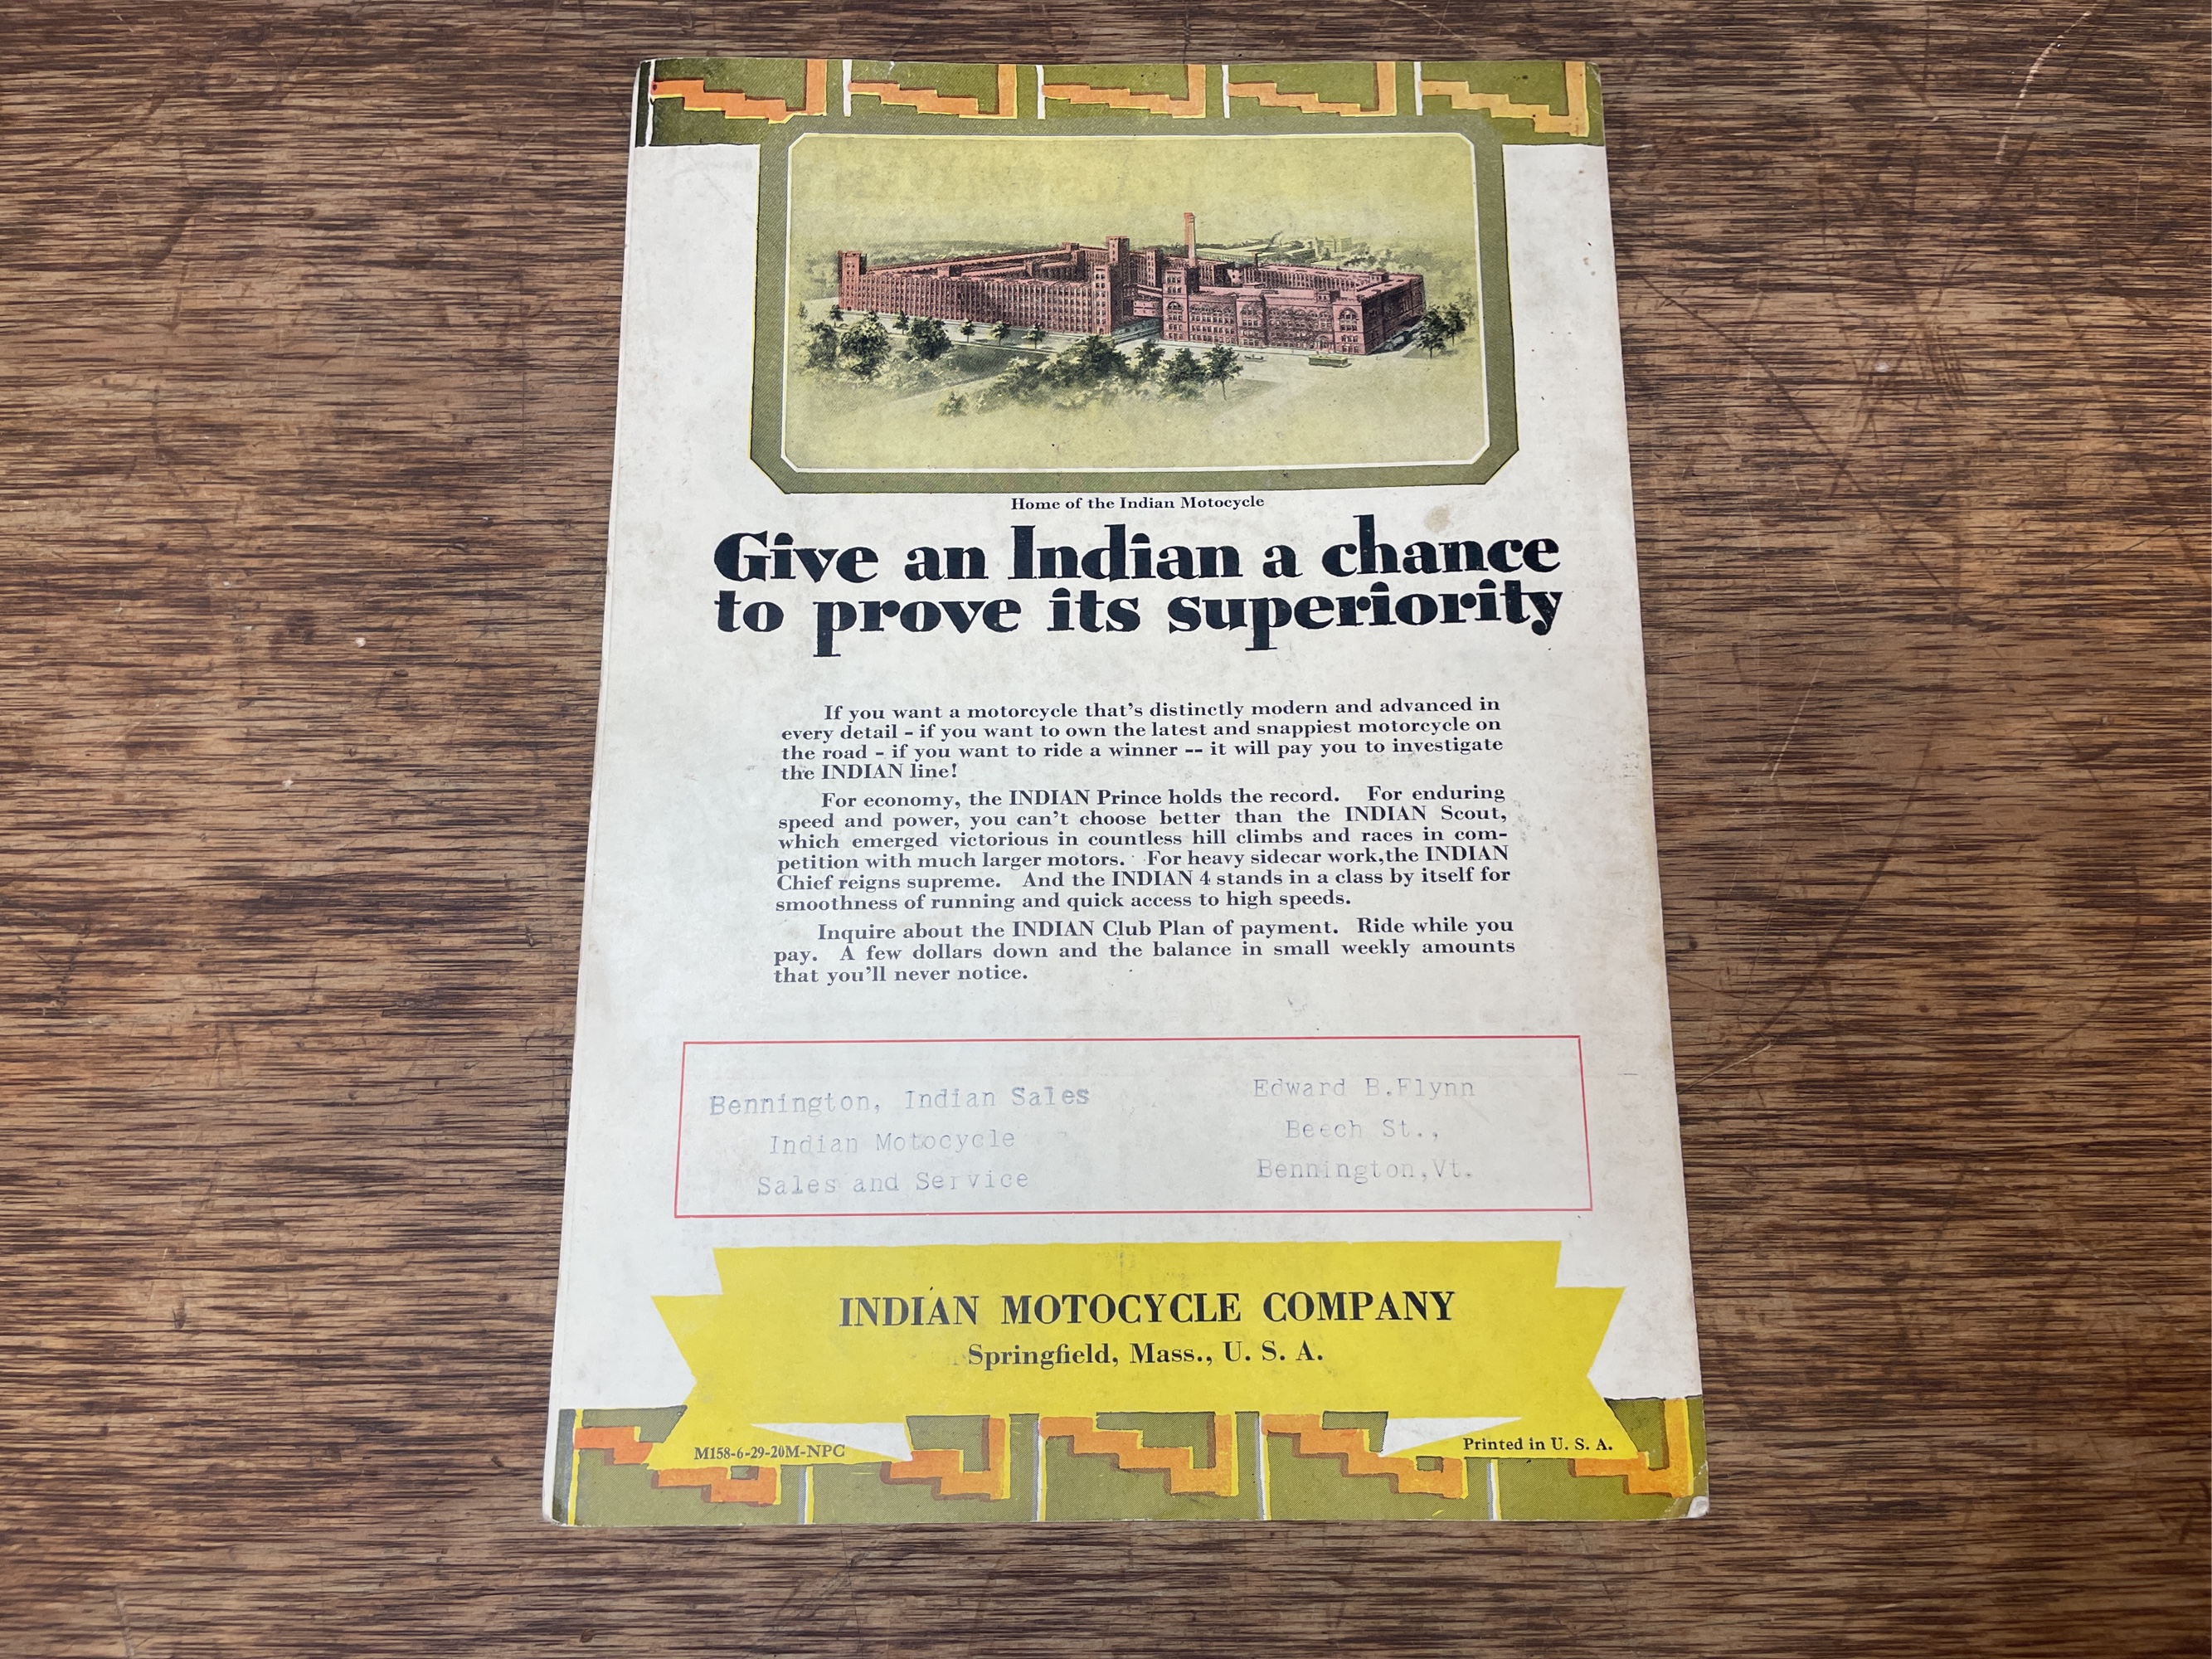 Home of the Indian Motocycle
Give an Indian a chance
to prove its superiority
If you want a motorcycle that's distinctly modern and advanced in
every detail - if you want to own the latest and snappiest motorcycle on
the road - if you want to ride a winner -- it will pay you to investigate
the INDIAN line!
For economy, the INDIAN Prince holds the record. For enduring
speed and power, you can't choose better than the INDIAN Scout,
which emerged victorious in countless hill climbs and races in com-
petition with much larger motors. For heavy sidecar work,the INDIAN
Chief reigns supreme. And the INDIAN 4 stands in a class by itself for
smoothness of running and quick access to high speeds.
Inquire about the INDIAN Club Plan of payment. Ride while you
pay. A few dollars down and the balance in small weekly amounts
that you'll never notice.
Bennington, Indian Sales
Indian Motocycle
Sales and Service
Edward B.Flynn
Beech St.,
Bennington,Vt.
INDIAN MOTOCYCLE COMPANY
Springfield, Mass., U. S. A.
M158-6-29-20M-NPC
Printed in U. S. A.